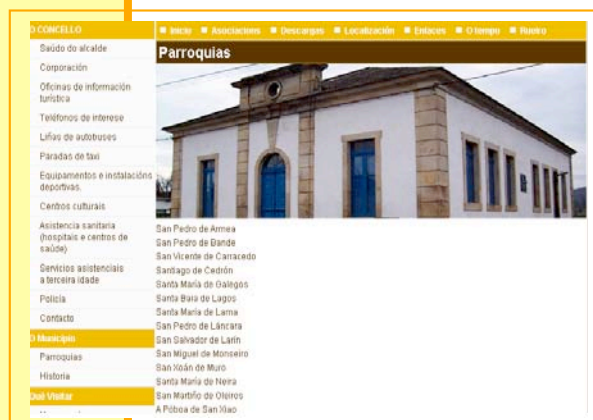 O CONCELLO
Saúdo do alcalde
Corporación
Oficinas de información
turística
Teléfonos de interese
Liñas de autobuses
Paradas de taxi
Equipamentos e instalacións
deportivas.
Centros culturais
Asistencia sanitaria
(hospitais e centros de
saúde)
Servicios asistenciais
a terceira idade
Policía
Contacto
O Municipio
Parroquias
Historia
Qué Visitar
Inicio Asociacions Descargas Localización Enlaces O tempo Rueiro
Parroquias
San Pedro de Armea
San Pedro de Bande
San Vicente de Carracedo
Santiago de Cedrón
Santa María de Galegos
Santa Baia de Lagos
Santa María de Lama
San Pedro de Láncara
San Salvador de Larín
San Miguel de Monseiro
San Xoán de Muro
Santa María de Neira
San Martiño de Oleiros
A Póboa de San Xiao